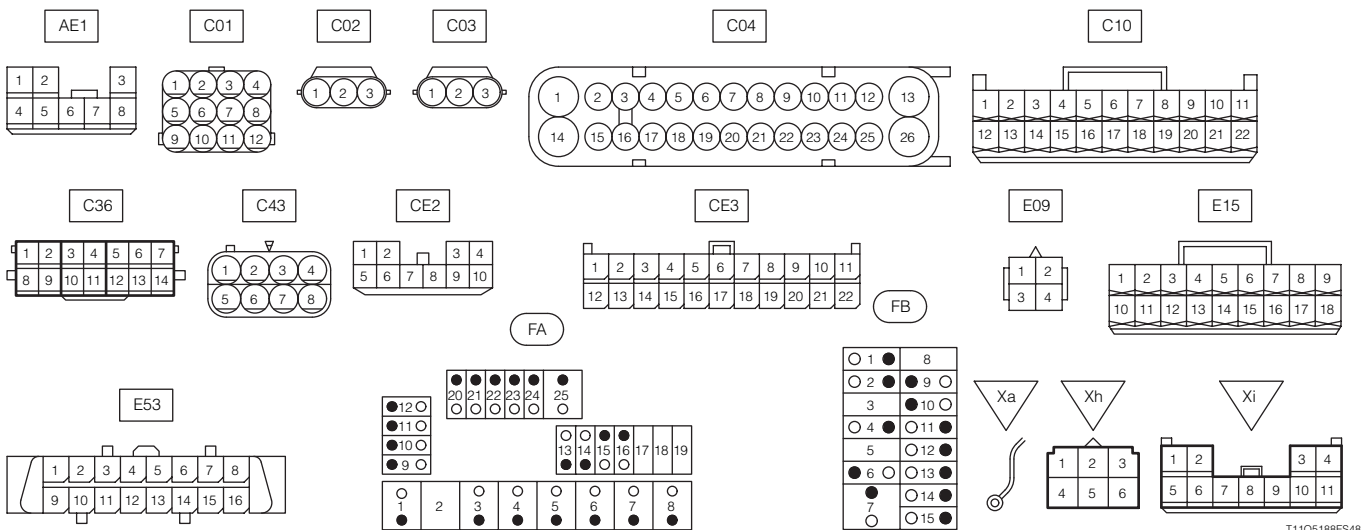 AE1 C01 C02 C03 C04 C10
1 2 3
4 5 6 7 8
1 2 3 4
5 6 7 8
9 10 11 12
1 2 3
1 2 3
1 2 3 4 5 6 7 8 9 10 11 12 13
14 15 16 17 18 19 20 21 22 23 24 25 26
1 2 3 4 5 6 7 8 9 10 11
12 13 14 15 16 17 18 19 20 21 22
C36 C43 CE2 CE3 E09 E15
1 2 3 4 5 6 7
8 9 10 11 12 13 14
1 2 3 4
5 6 7 8
1 2 3 4
5 6 7 8 9 10
1 2 3 4 5 6 7 8 9 10 11
12 13 14 15 16 17 18 19 20 21 22
1 2
3 4
1 2 3 4 5 6 7 8 9
10 11 12 13 14 15 16 17 18
E53 FA FB Xa Xh Xi
1 2 3 4 5 6 7 8
9 10 11 12 13 14 15 16
20 21 22 23 24 25
12
11
10
9
13 14 15 16 17 18 19
1 2 3 4 5 6 7 8
1 8
2 9
3 10
4 11
5 12
6 13
7 14
15
1 2 3
4 5 6
1 2 3 4
5 6 7 8 9 10 11
T11O5188ES48